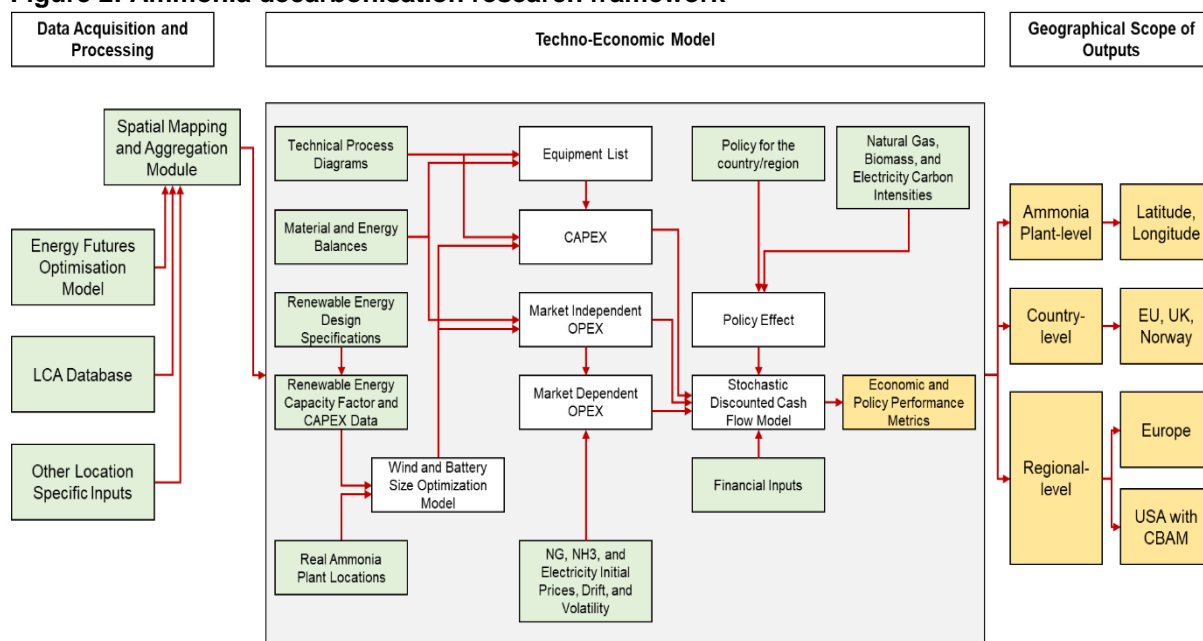 Figure 2: Ammonia decarbonisation research framework
Data Acquisition and
Processing
Techno-Economic Model
Geographical Scope of
Outputs
Spatial Mapping
and Aggregation
Module
Energy Futures
Optimisation
Model
LCA Database
Other Location
Specific Inputs
Technical Process
Diagrams
Material and Energy
Balances
Renewable Energy
Design
Specifications
Renewable Energy
Capacity Factor and
CAPEX Data
Wind and Battery
Size Optimization
Model
Real Ammonia
Plant Locations
Equipment List
CAPEX
Market Independent
OPEX
Market Dependent
OPEX
NG, NH3, and
Electricity Initial
Prices, Drift, and
Volatility
Policy for the
country/region
Natural Gas,
Biomass, and
Electricity Carbon
Intensities
Policy Effect
Stochastic
Discounted Cash
Flow Model
Financial Inputs
Economic and
Policy Performance
Metrics
Ammonia
Plant-level
Latitude,
Longitude
Country-
level
EU, UK,
Norway
Regional-
level
Europe
USA with
CBAM